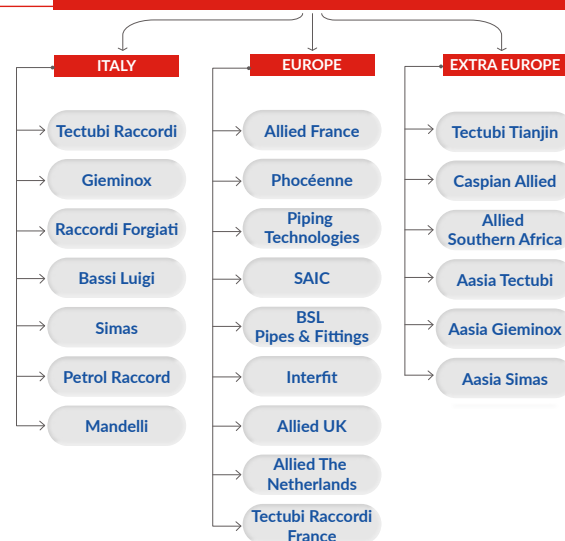 ITALY
Tectubi Raccordi
Gieminox
Raccordi Forgiati
Bassi Luigi
Simas
Petrol Raccord
Mandelli
EUROPE
Allied France
Phocéenne
Piping
Technologies
SAIC
BSL
Pipes & Fittings
Interfit
Allied UK
Allied The
Netherlands
Tectubi Raccordi
France
EXTRA EUROPE
Tectubi Tianjin
Caspian Allied
Allied
Southern Africa
Aasia Tectubi
Aasia Gieminox
Aasia Simas